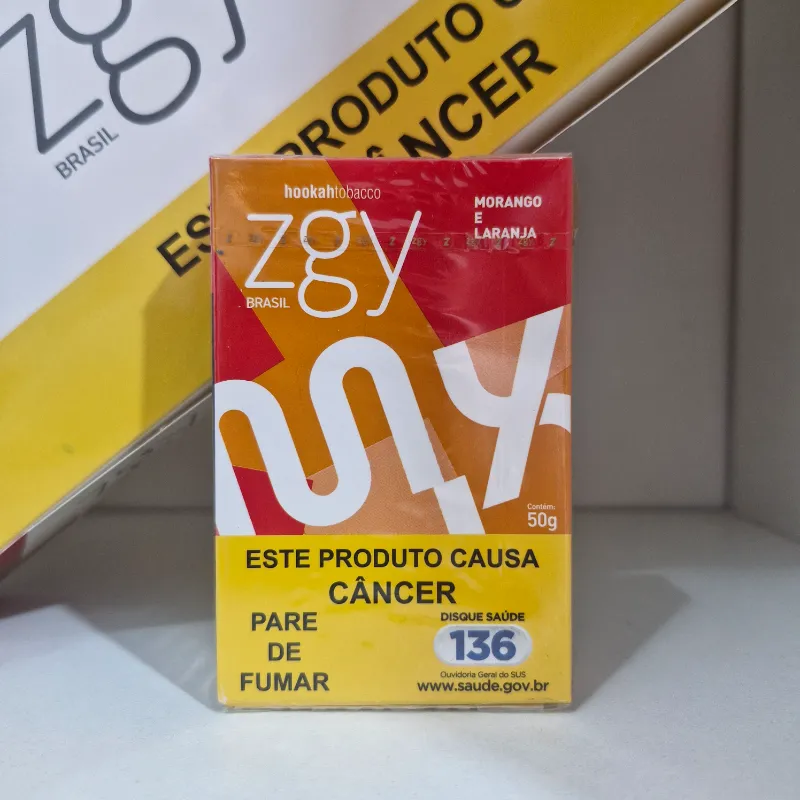 zgy
BRASIL
ESTE PRODUTO C
CÂNCER
hookahtobacco
zgy
BRASIL
MORANGO
E
LARANJA
Contém:
50g
ESTE PRODUTO CAUSA
CÂNCER
PARE
DE
FUMAR
DISQUE SAÚDE
136
Ouvidoria Geral do SUS
www.saude.gov.br